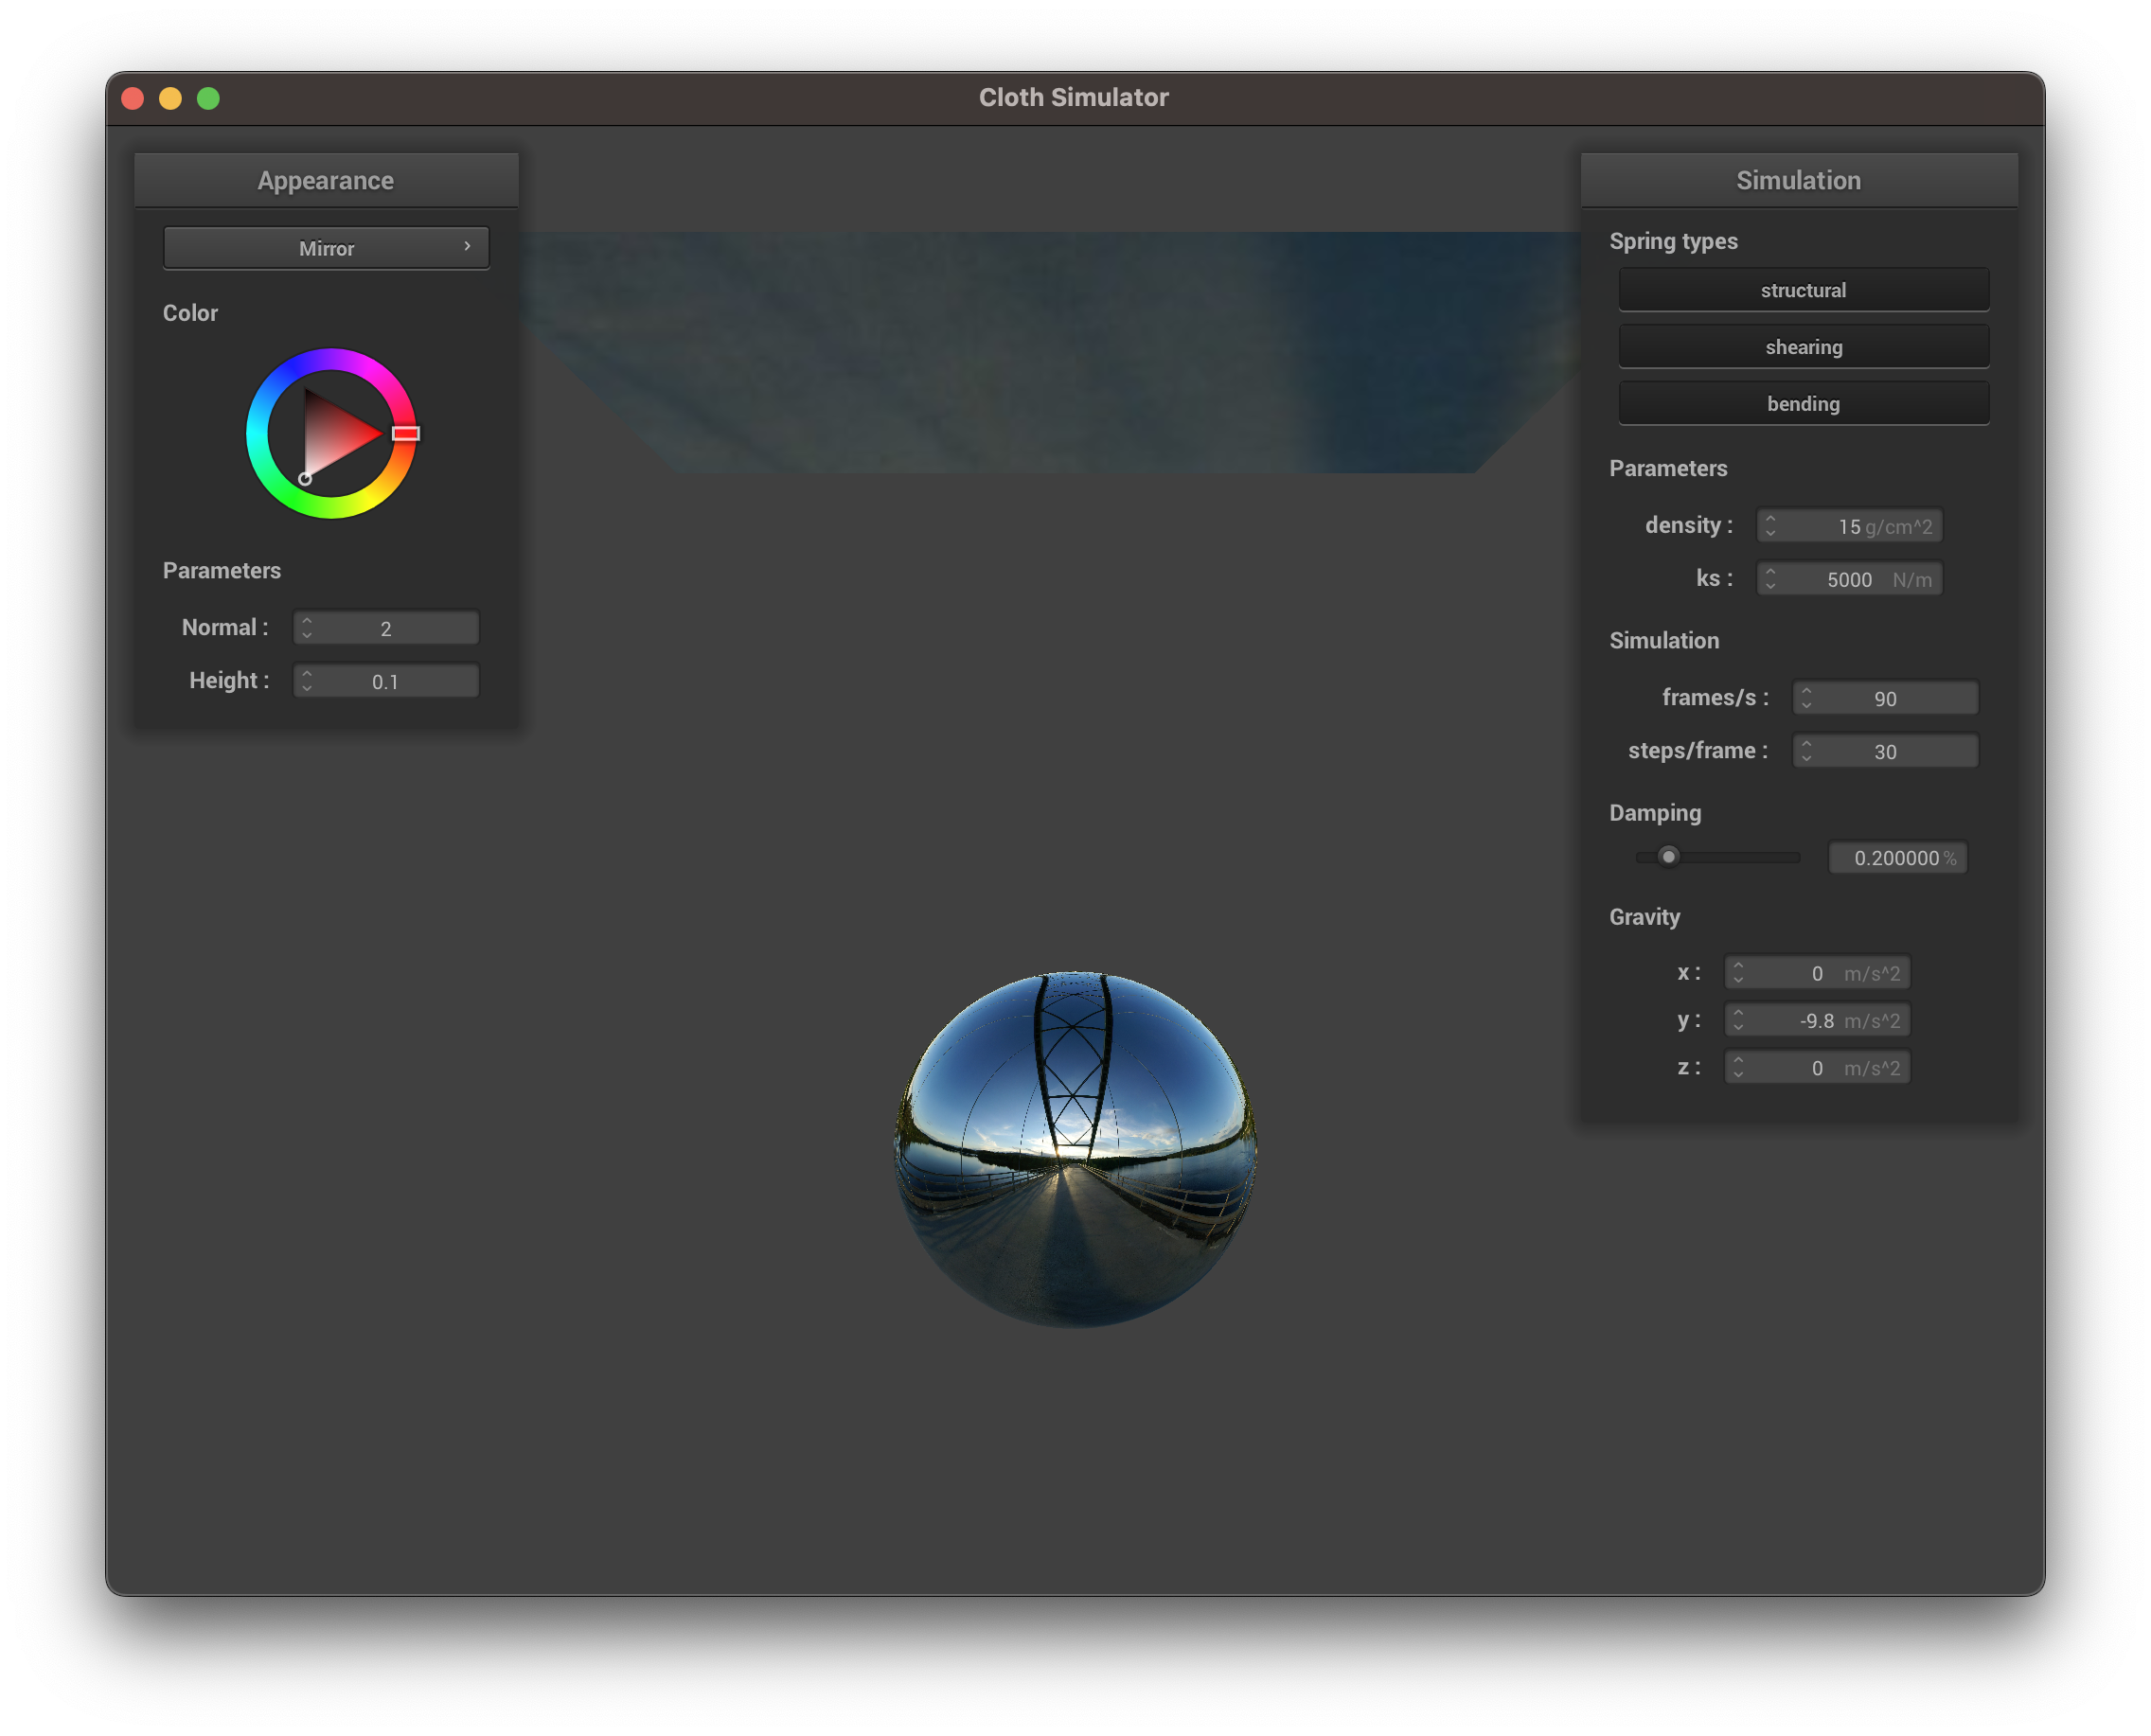 Cloth Simulator
Appearance
Mirror
Color
Parameters
Normal : 2
Height : 0.1
Simulation
Spring types
structural
shearing
bending
Parameters
density : 15 g/cm^2
ks : 5000 N/m
Simulation
frames/s : 90
steps/frame : 30
Damping
0.200000 %
Gravity
x : 0 m/s^2
y : -9.8 m/s^2
z : 0 m/s^2